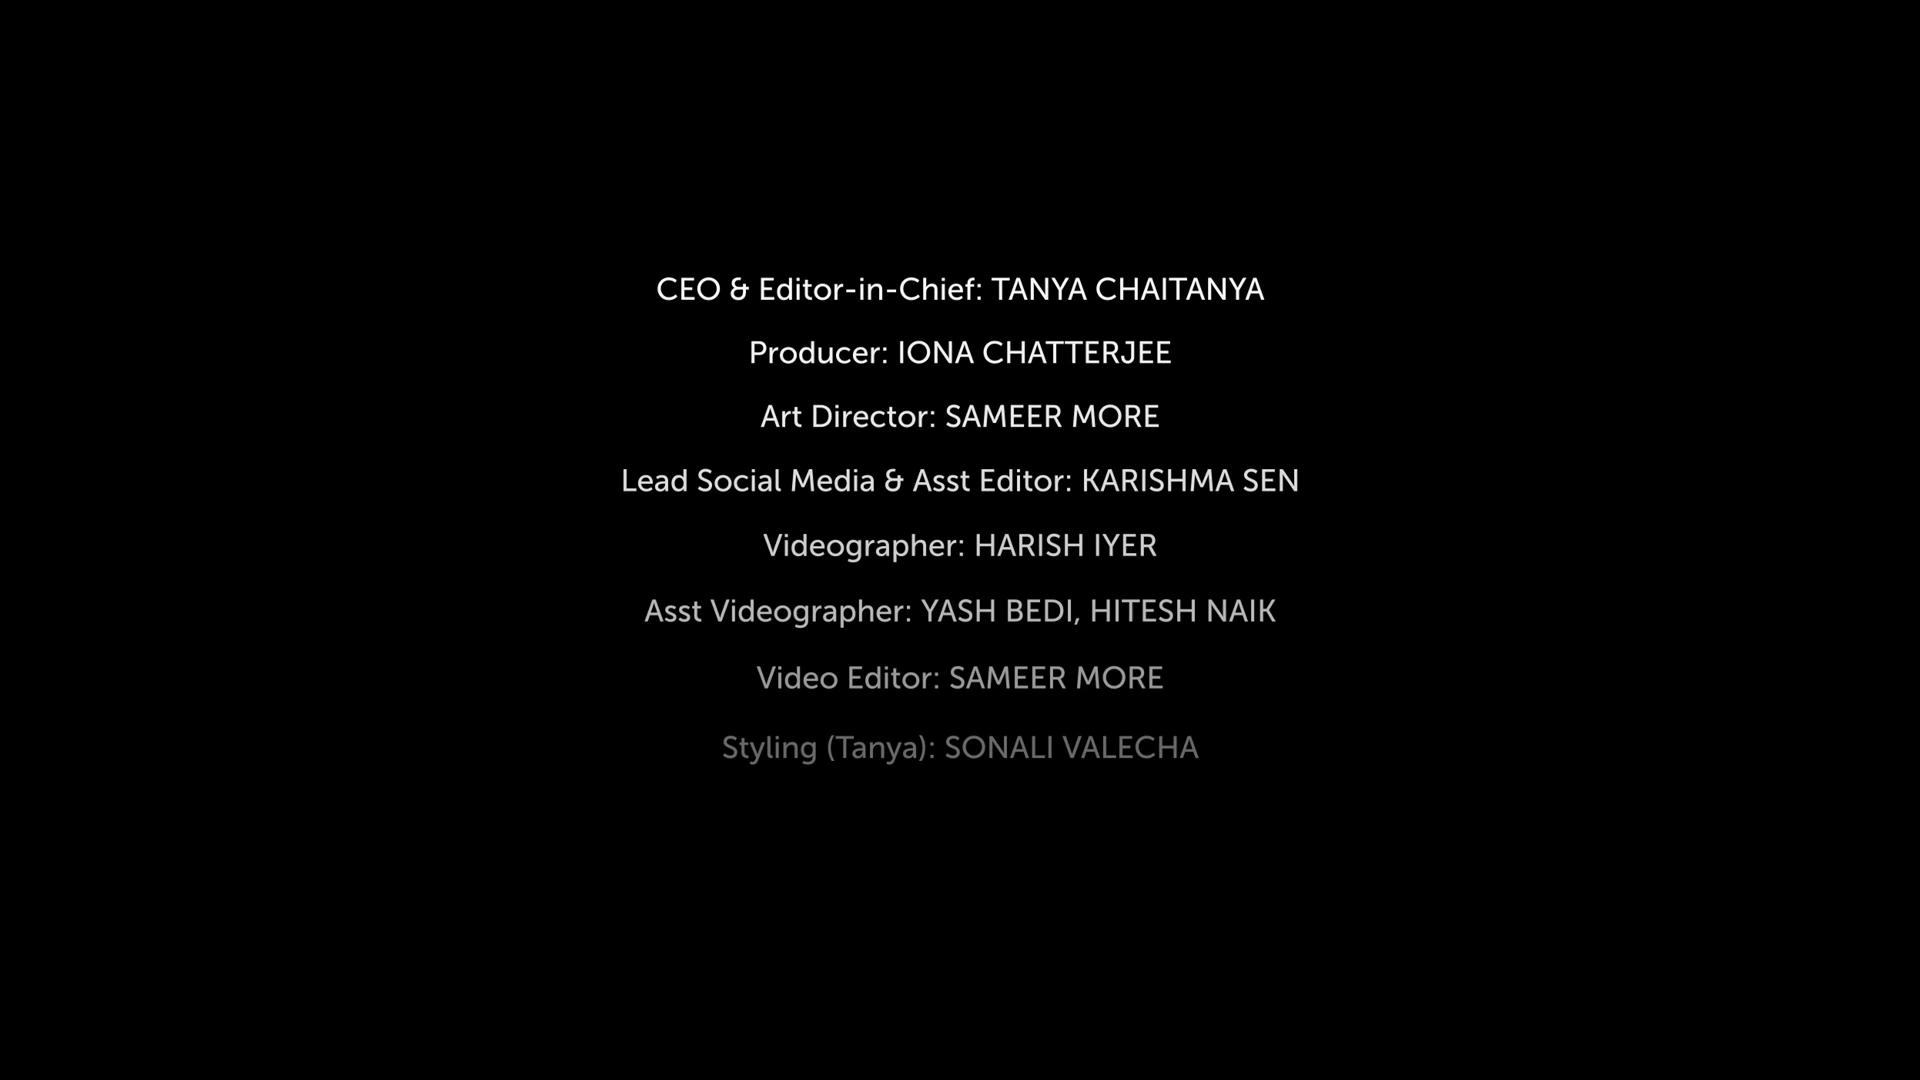 CEO & Editor-in-Chief: TANYA CHAITANYA
Producer: IONA CHATTERJEE
Art Director: SAMEER MORE
Lead Social Media & Asst Editor: KARISHMA SEN
Videographer: HARISH IYER
Asst Videographer: YASH BEDI, HITESH NAIK
Video Editor: SAMEER MORE
Styling (Tanya): SONALI VALECHA